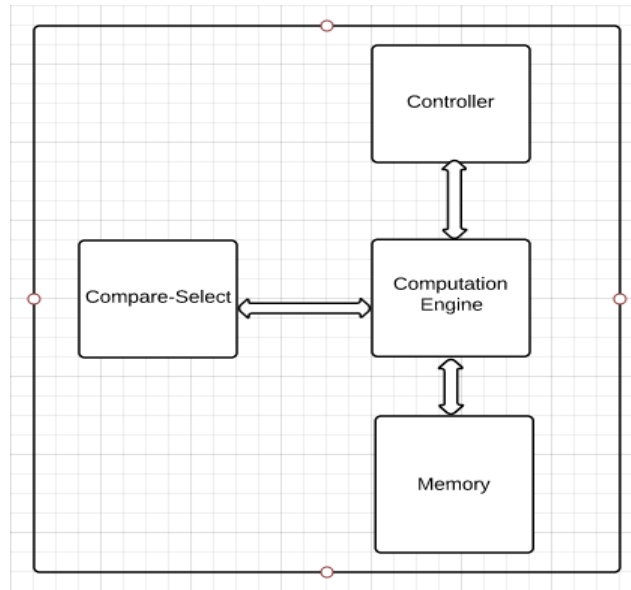 Controller
Compare-Select
Computation
Engine
Memory